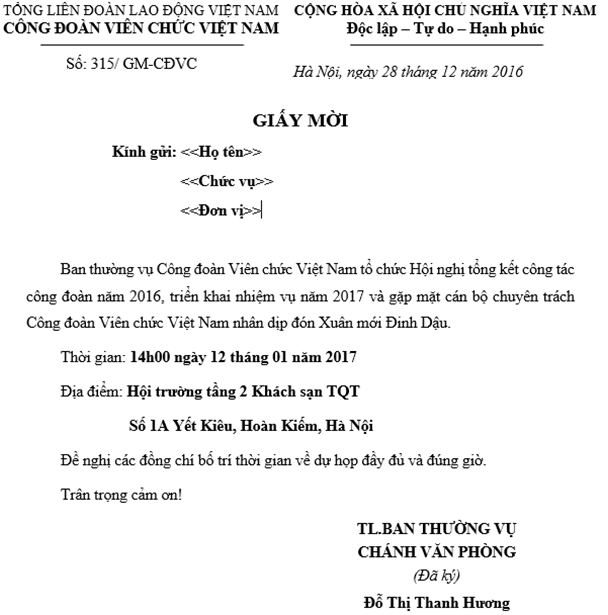 TỔNG LIÊN ĐOÀN LAO ĐỘNG VIỆT NAM
CÔNG ĐOÀN VIÊN CHỨC VIỆT NAM
CỘNG HÒA XÃ HỘI CHỦ NGHĨA VIỆT NAM
Độc lập – Tự do – Hạnh phúc
Số: 315/ GM-CĐVC
Hà Nội, ngày 28 tháng 12 năm 2016
GIẤY MỜI
Kính gửi: <<Họ tên>>
<<Chức vụ>>
<<Đơn vị>>
Ban thường vụ Công đoàn Viên chức Việt Nam tổ chức Hội nghị tổng kết công tác
công đoàn năm 2016, triển khai nhiệm vụ năm 2017 và gặp mặt cán bộ chuyên trách
Công đoàn Viên chức Việt Nam nhân dịp đón Xuân mới Đinh Dậu.
Thời gian: 14h00 ngày 12 tháng 01 năm 2017
Địa điểm: Hội trường tầng 2 Khách sạn TQT
Số 1A Yết Kiêu, Hoàn Kiếm, Hà Nội
Đề nghị các đồng chí bố trí thời gian về dự họp đầy đủ và đúng giờ.
Trân trọng cảm ơn!
TL.BAN THƯỜNG VỤ
CHÁNH VĂN PHÒNG
(Đã ký)
Đỗ Thị Thanh Hương